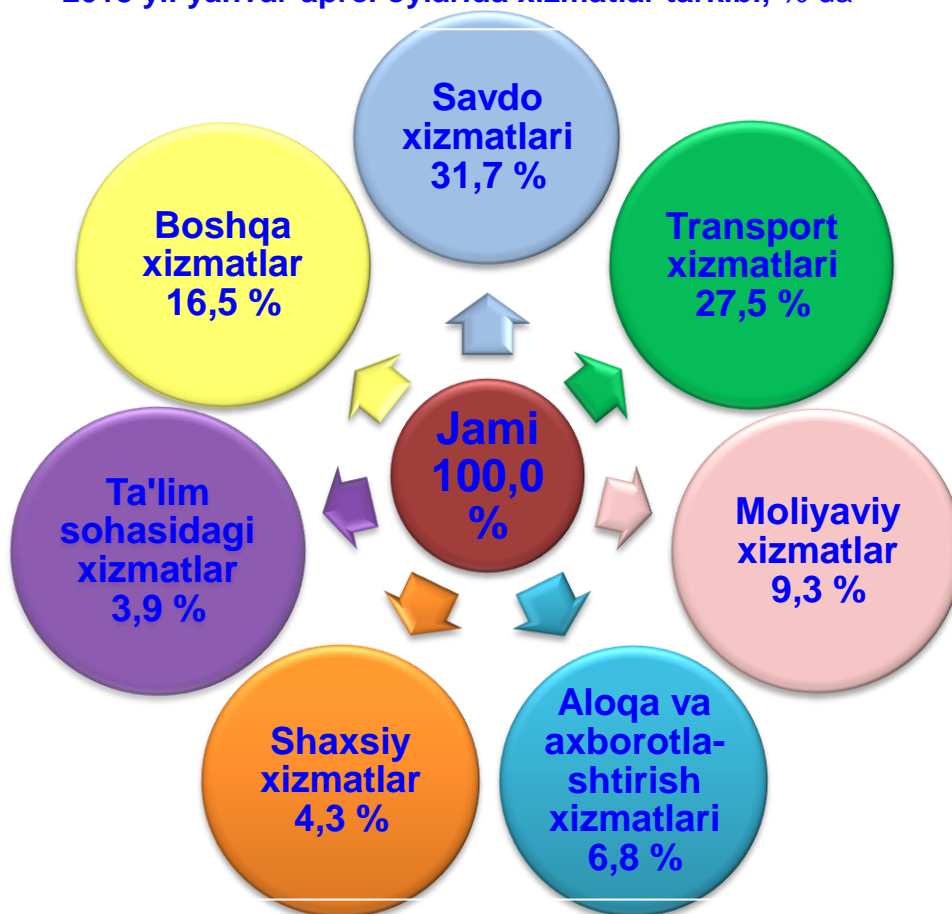 Savdo
xizmatlari
31,7 %
Transport
xizmatlari
27,5 %
Moliyaviy
xizmatlar
9,3 %
Aloqa va
axborotla-
shtirish
xizmatlari
6,8 %
Shaxsiy
xizmatlar
4,3 %
Ta'lim
sohasidagi
xizmatlar
3,9 %
Boshqa
xizmatlar
16,5 %
Jami
100,0
%